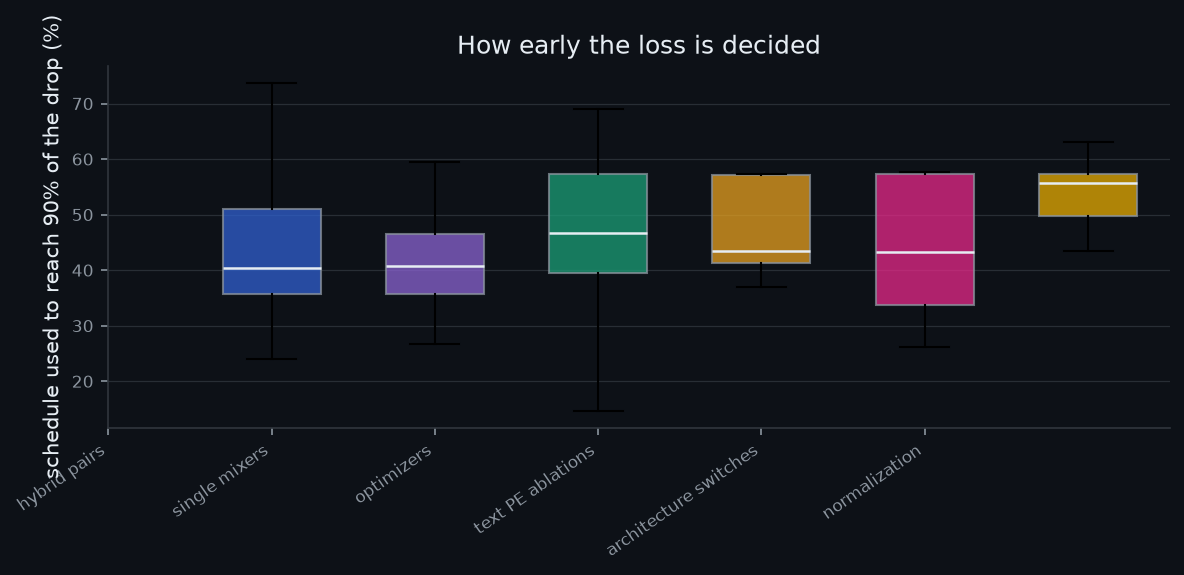 How early the loss is decided
schedule used to reach 90% of the drop (%)
70
60
50
40
30
20
hybrid pairs
single mixers
optimizers
text PE ablations
architecture switches
normalization